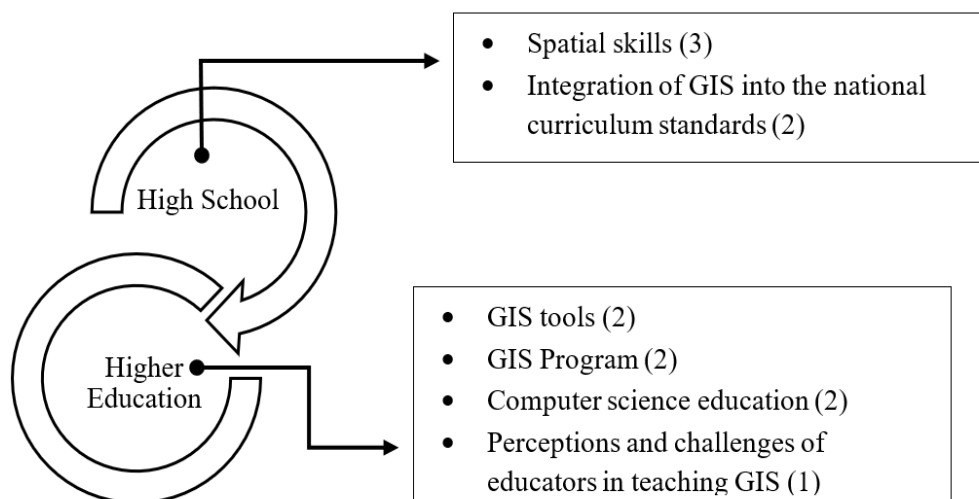 • Spatial skills (3)
• Integration of GIS into the national
curriculum standards (2)
High School
Higher
Education
• GIS tools (2)
• GIS Program (2)
• Computer science education (2)
• Perceptions and challenges of
educators in teaching GIS (1)